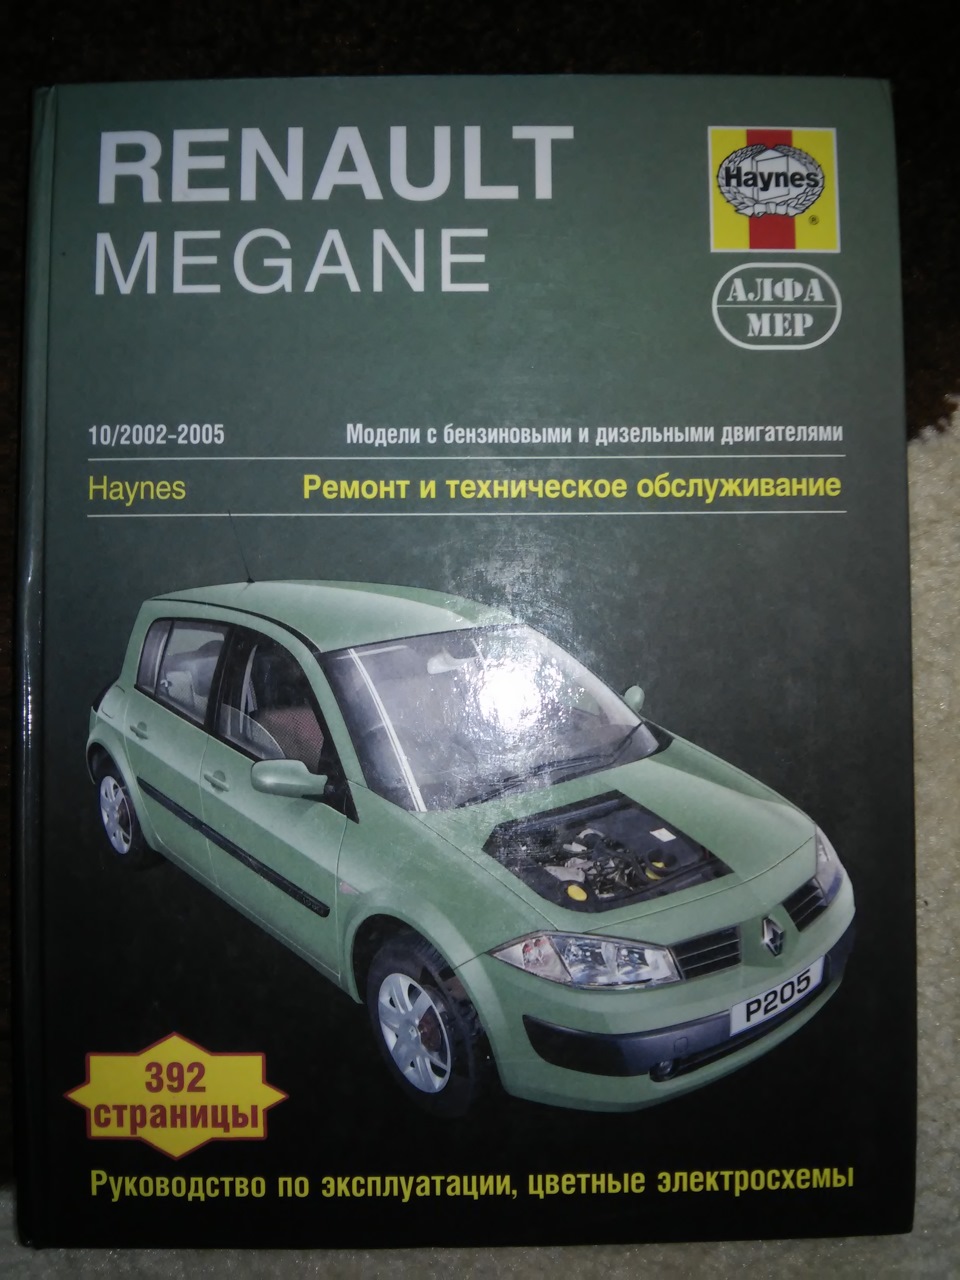 RENAULT
MEGANE
Haynes
®
АЛФА
МЕР
10/2002-2005
Модели с бензиновыми и дизельными двигателями
Haynes
Ремонт и техническое обслуживание
P205
392
страницы
Руководство по эксплуатации, цветные электросхемы